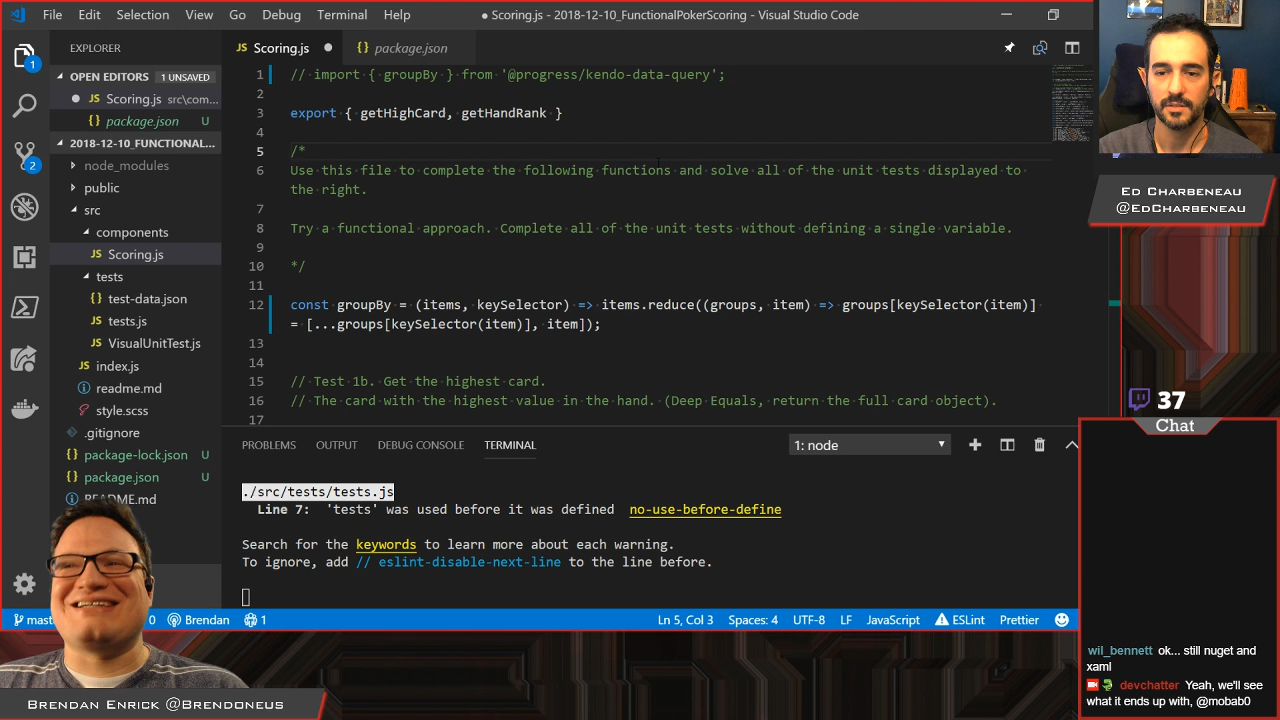 File Edit Selection View Go Debug Terminal Help
● Scoring.js - 2018-12-10_FunctionalPokerScoring - Visual Studio Code
EXPLORER
OPEN EDITORS 1 UNSAVED
JS Scoring.js src\com...
{} package.json U
2018-12-10_FUNCTIONAL...
node_modules
public
src
components
JS Scoring.js
tests
JS test-data.json
JS tests.js
JS VisualUnitTest.js
JS index.js
readme.md
style.scss
.gitignore
{} package-lock.json U
{} package.json U
README.md
1
2
JS Scoring.js ●
{} package.json
1 // import { groupBy } from '@progress/kendo-data-query';
2
3 export { getHighCard, getHandRank }
4
5 /*
6 Use this file to complete the following functions and solve all of the unit tests displayed to
the right.
7
8 Try a functional approach. Complete all of the unit tests without defining a single variable.
9
10 */
11
12 const groupBy = (items, keySelector) => items.reduce((groups, item) => groups[keySelector(item)]
= [...groups[keySelector(item)], item]);
13
14
15 // Test 1b. Get the highest card.
16 // The card with the highest value in the hand. (Deep Equals, return the full card object).
17
PROBLEMS OUTPUT DEBUG CONSOLE TERMINAL
1: node
./src/tests/tests.js
Line 7: 'tests' was used before it was defined no-use-before-define
Search for the keywords to learn more about each warning.
To ignore, add // eslint-disable-next-line to the line before.
mast
0
Brendan
1
Ln 5, Col 3 Spaces: 4 UTF-8 LF JavaScript ESLint Prettier
ED CHARBENEAU
@EDCHARBENEAU
37
Chat
wil_bennett ok... still nuget and
xaml
devchatter Yeah, we'll see
what it ends up with, @mobab0
BRENDAN ENRICK @BRENDONEUS